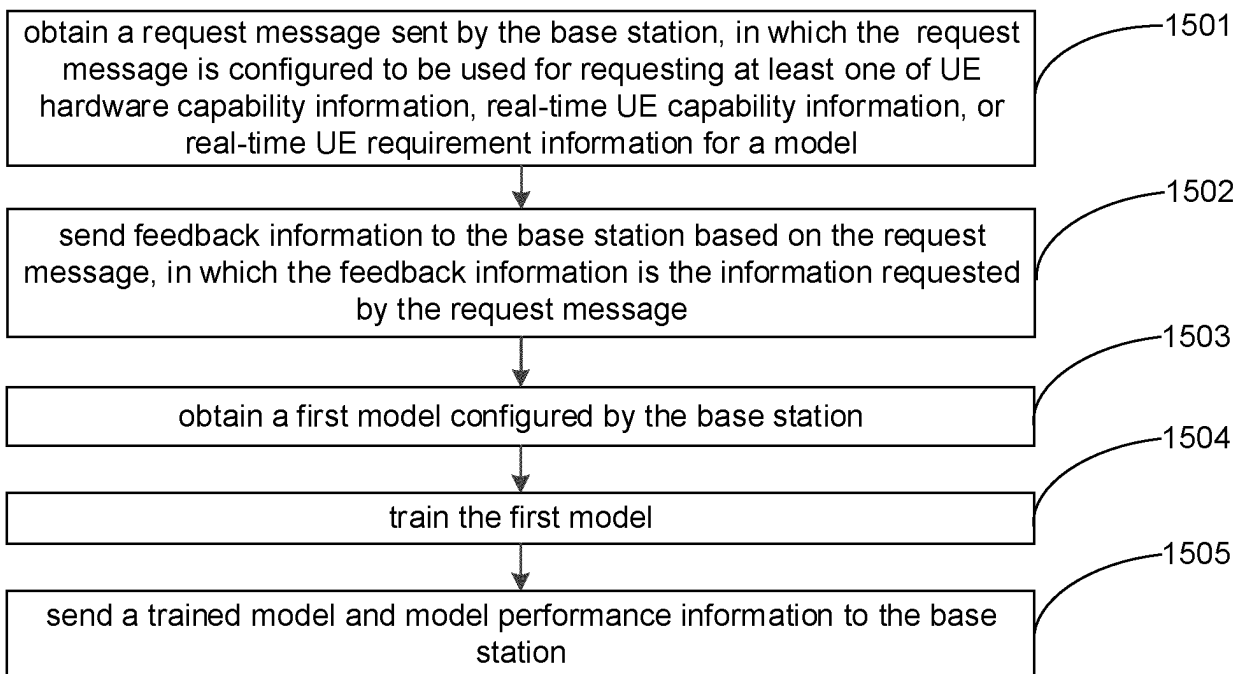 obtain a request message sent by the base station, in which the request
message is configured to be used for requesting at least one of UE
hardware capability information, real-time UE capability information, or
real-time UE requirement information for a model
1501
send feedback information to the base station based on the request
message, in which the feedback information is the information requested
by the request message
1502
obtain a first model configured by the base station
1503
train the first model
1504
send a trained model and model performance information to the base
station
1505